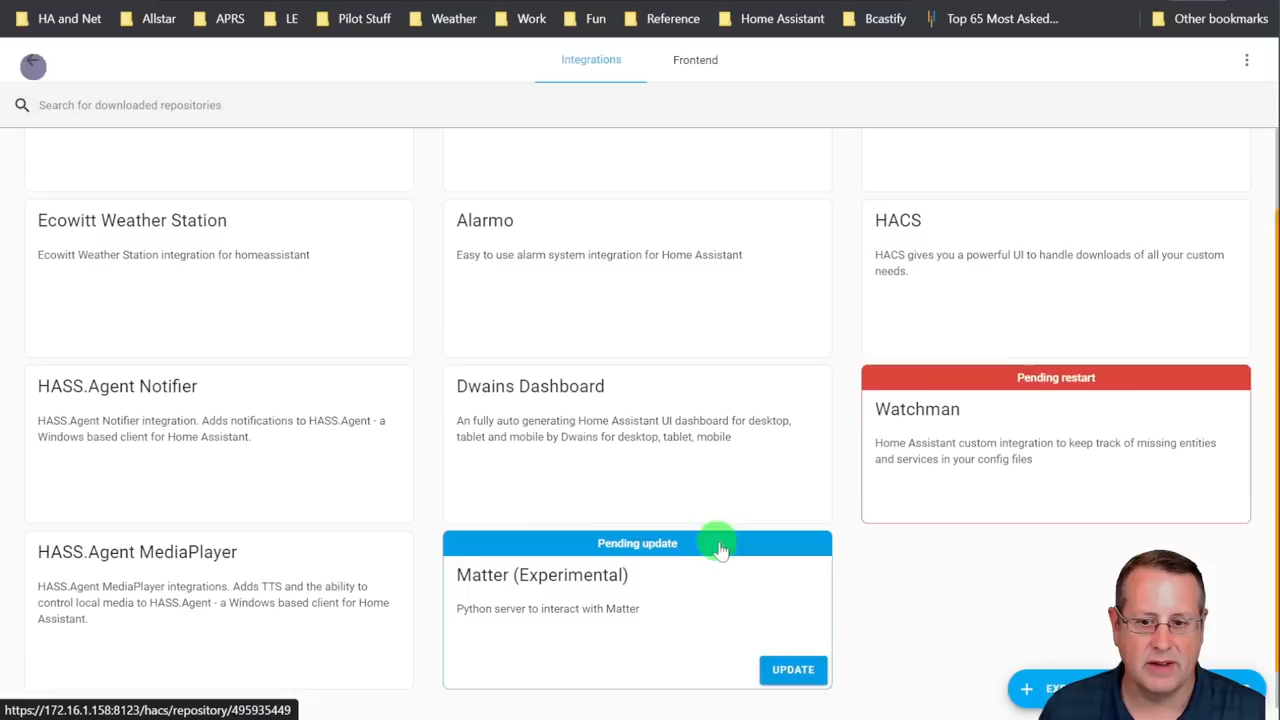 HA and Net
Allstar
APRS
LE
Pilot Stuff
Weather
Work
Fun
Reference
Home Assistant
Bcastify
Top 65 Most Asked...
Other bookmarks
Integrations
Frontend
Search for downloaded repositories
Ecowitt Weather Station
Ecowitt Weather Station integration for homeassistant
Alarmo
Easy to use alarm system integration for Home Assistant
HACS
HACS gives you a powerful UI to handle downloads of all your custom
needs.
HASS.Agent Notifier
HASS.Agent Notifier integration. Adds notifications to HASS.Agent - a
Windows based client for Home Assistant.
Dwains Dashboard
An fully auto generating Home Assistant UI dashboard for desktop,
tablet and mobile by Dwains for desktop, tablet, mobile
Pending restart
Watchman
Home Assistant custom integration to keep track of missing entities
and services in your config files
HASS.Agent MediaPlayer
HASS.Agent MediaPlayer integrations. Adds TTS and the ability to
control local media to HASS.Agent - a Windows based client for Home
Assistant.
Pending update
Matter (Experimental)
Python server to interact with Matter
UPDATE
https://172.16.1.158:8123/hacs/repository/495935449